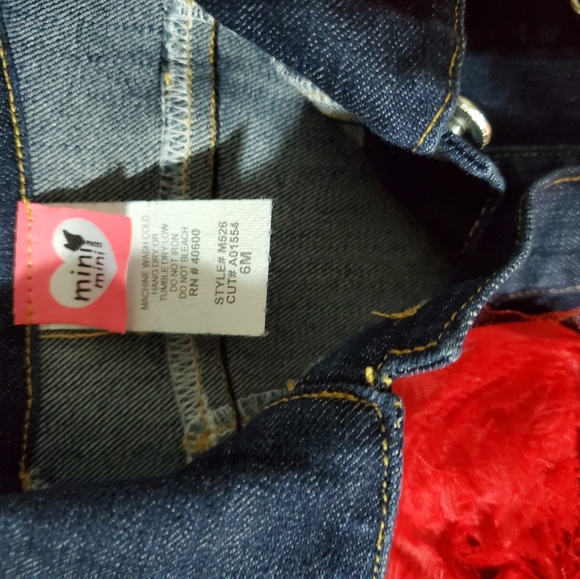 mini
mini
MACHINE WASH COLD
HANG DRY OR
TUMBLE DRY LOW
DO NOT IRON
DO NOT BLEACH
RN # 40600
STYLE# M526
CUT# A01554
6M